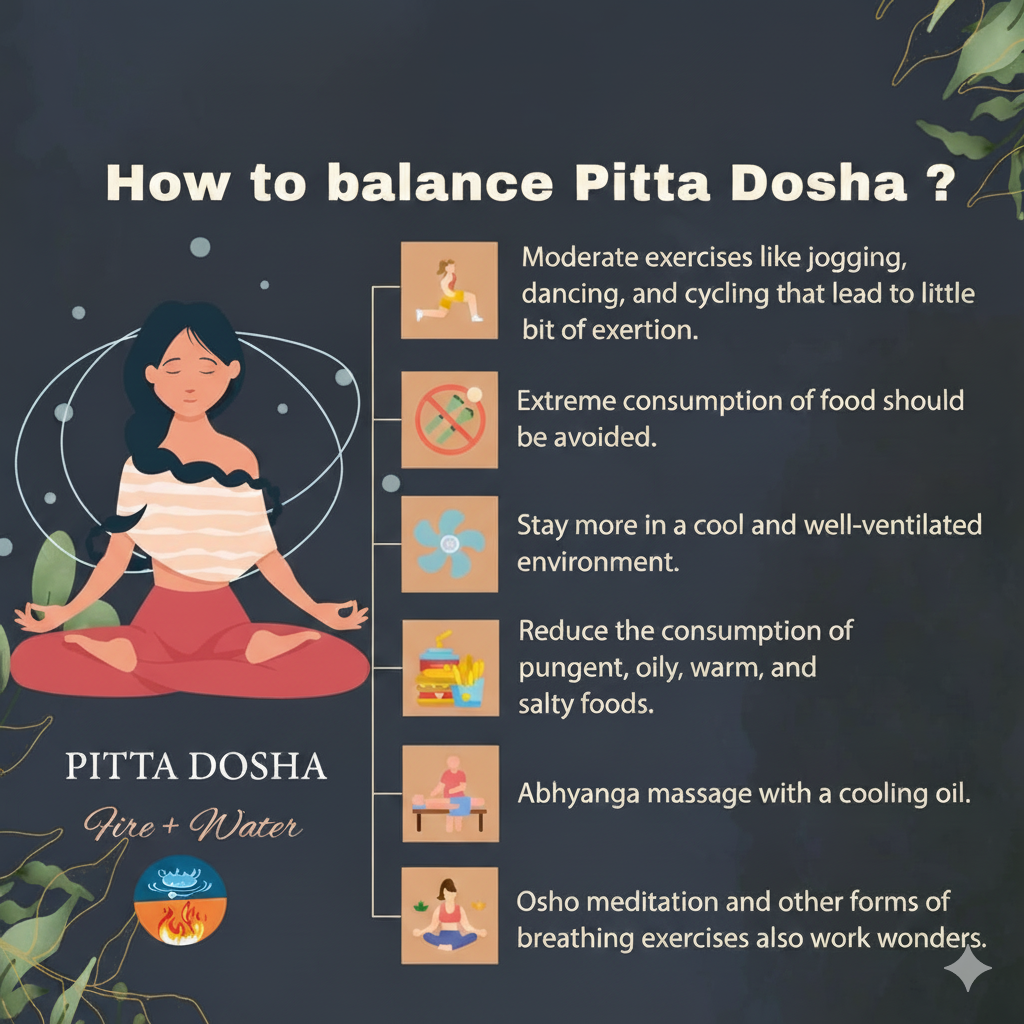 How to balance Pitta Dosha ?
Moderate exercises like jogging,
dancing, and cycling that lead to little
bit of exertion.
Extreme consumption of food should
be avoided.
Stay more in a cool and well-ventilated
environment.
Reduce the consumption of
pungent, oily, warm, and
salty foods.
Abhyanga massage with a cooling oil.
Osho meditation and other forms of
breathing exercises also work wonders.
PITTA DOSHA
Fire + Water